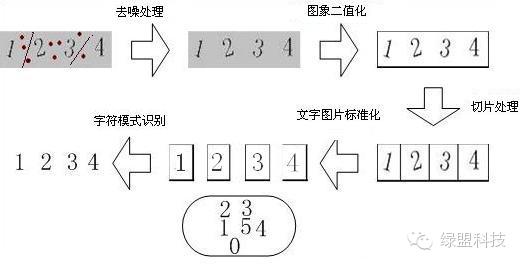 去噪处理
图象二值化
1 2 3 4
1 2 3 4
1 2 3 4
切片处理
字符模式识别
文字图片标准化
1 2 3 4
1 2 3 4
1 2 3 4
2 3
1 5 4
0
绿盟科技